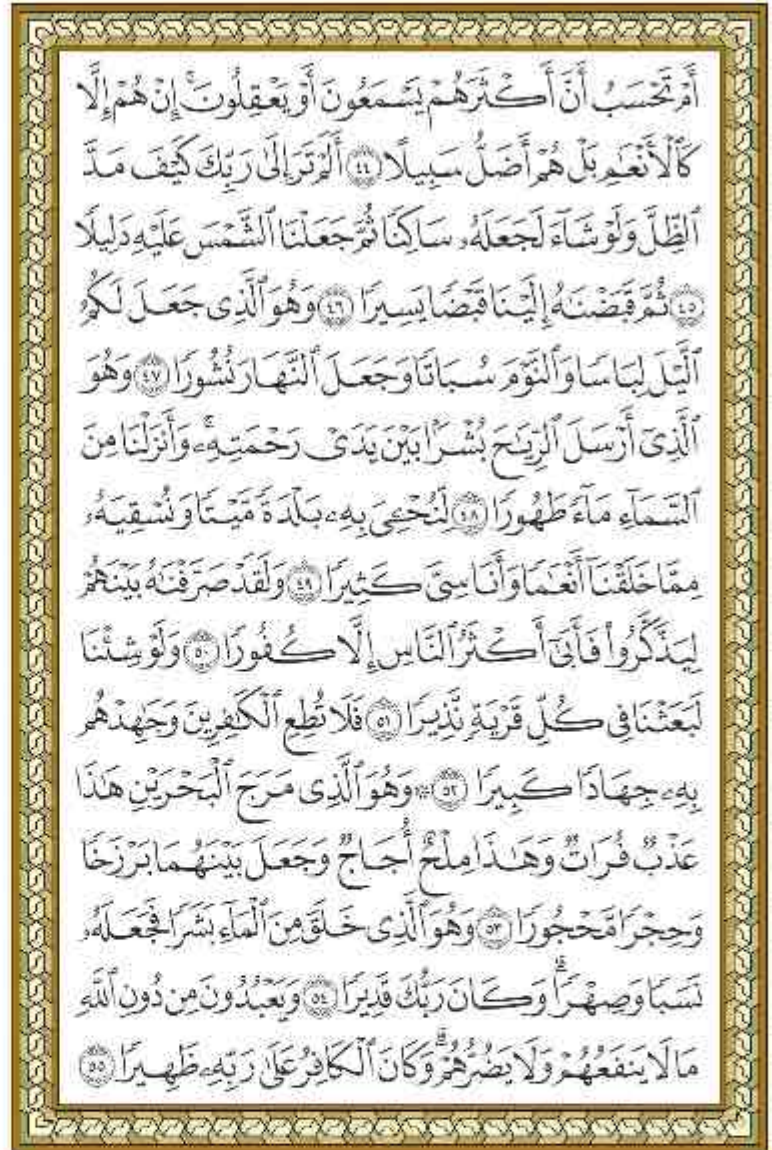 أَمْ تَحْسَبُ أَنَّ أَكْثَرَهُمْ يَسْمَعُونَ أَوْ يَعْقِلُونَ ۚ إِنْ هُمْ إِلَّا
كَٱلْأَنْعَٰمِ بَلْ هُمْ أَضَلُّ سَبِيلًا ٤٤ أَلَمْ تَرَ إِلَىٰ رَبِّكَ كَيْفَ مَدَّ
ٱلظِّلَّ وَلَوْ شَآءَ لَجَعَلَهُۥ سَاكِنًا ثُمَّ جَعَلْنَا ٱلشَّمْسَ عَلَيْهِ دَلِيلًا
٤٥ ثُمَّ قَبَضْنَٰهُ إِلَيْنَا قَبْضًا يَسِيرًا ٤٦ وَهُوَ ٱلَّذِى جَعَلَ لَكُمُ
ٱلَّيْلَ لِبَاسًا وَٱلنَّوْمَ سُبَاتًا وَجَعَلَ ٱلنَّهَارَ نُشُورًا ٤٧ وَهُوَ
ٱلَّذِىٓ أَرْسَلَ ٱلرِّيَٰحَ بُشْرًۢا بَيْنَ يَدَىْ رَحْمَتِهِۦ ۚ وَأَنزَلْنَا مِنَ
ٱلسَّمَآءِ مَآءً طَهُورًا ٤٨ لِّنُحْـِۧىَ بِهِۦ بَلْدَةً مَّيْتًا وَنُسْقِيَهُۥ
مِمَّا خَلَقْنَآ أَنْعَٰمًا وَأَنَاسِىَّ كَثِيرًا ٤٩ وَلَقَدْ صَرَّفْنَٰهُ بَيْنَهُمْ
لِيَذَّكَّرُوا۟ فَأَبَىٰٓ أَكْثَرُ ٱلنَّاسِ إِلَّا كُفُورًا ٥٠ وَلَوْ شِئْنَا
لَبَعَثْنَا فِى كُلِّ قَرْيَةٍ نَّذِيرًا ٥١ فَلَا تُطِعِ ٱلْكَٰفِرِينَ وَجَٰهِدْهُم
بِهِۦ جِهَادًا كَبِيرًا ٥٢ ۞ وَهُوَ ٱلَّذِى مَرَجَ ٱلْبَحْرَيْنِ هَٰذَا
عَذْبٌ فُرَاتٌ وَهَٰذَا مِلْحٌ أُجَاجٌ وَجَعَلَ بَيْنَهُمَا بَرْزَخًا
وَحِجْرًا مَّحْجُورًا ٥٣ وَهُوَ ٱلَّذِى خَلَقَ مِنَ ٱلْمَآءِ بَشَرًا فَجَعَلَهُۥ
نَسَبًا وَصِهْرًا ۗ وَكَانَ رَبُّكَ قَدِيرًا ٥٤ وَيَعْبُدُونَ مِن دُونِ ٱللَّهِ
مَا لَا يَنفَعُهُمْ وَلَا يَضُرُّهُمْ ۗ وَكَانَ ٱلْكَافِرُ عَلَىٰ رَبِّهِۦ ظَهِيرًا ٥٥